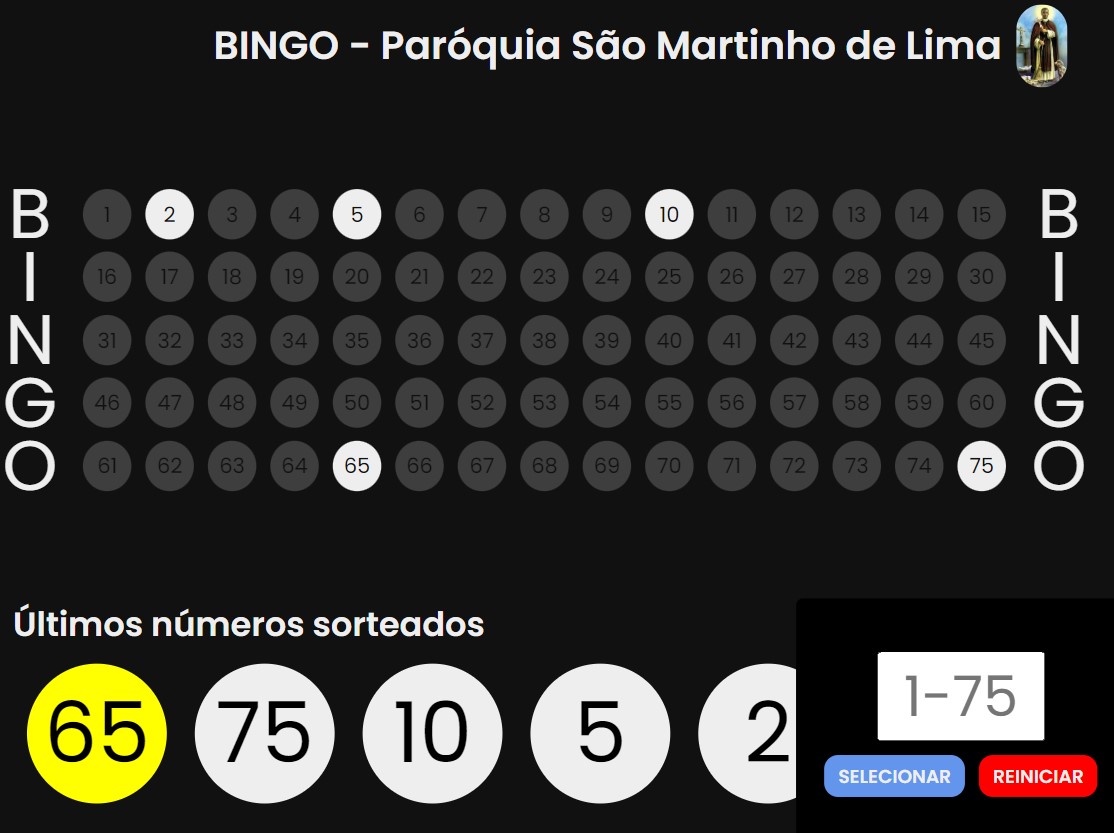 BINGO - Paróquia São Martinho de Lima
B 1 2 3 4 5 6 7 8 9 10 11 12 13 14 15 B
I 16 17 18 19 20 21 22 23 24 25 26 27 28 29 30 I
N 31 32 33 34 35 36 37 38 39 40 41 42 43 44 45 N
G 46 47 48 49 50 51 52 53 54 55 56 57 58 59 60 G
O 61 62 63 64 65 66 67 68 69 70 71 72 73 74 75 O
Últimos números sorteados
65 75 10 5 2
1-75
SELECIONAR REINICIAR